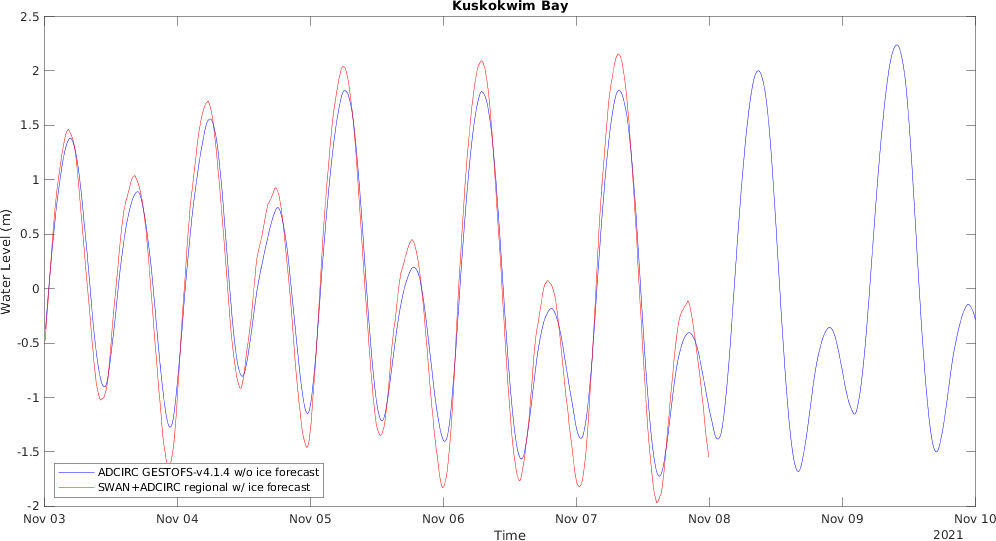 Kuskokwim Bay
2.5
2
1.5
1
0.5
0
-0.5
-1
-1.5
-2
Water Level (m)
ADCIRC GESTOFS-v4.1.4 w/o ice forecast
SWAN+ADCIRC regional w/ ice forecast
Nov 03 Nov 04 Nov 05 Nov 06 Nov 07 Nov 08 Nov 09 Nov 10
Time
2021